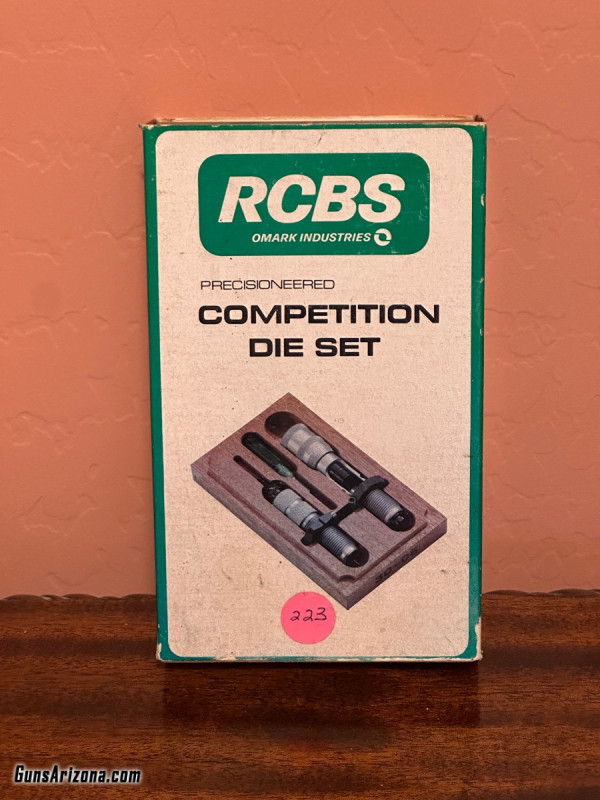 RCBS
OMARK INDUSTRIES
PRECISIONEERED
COMPETITION
DIE SET
223
GunsArizona.com